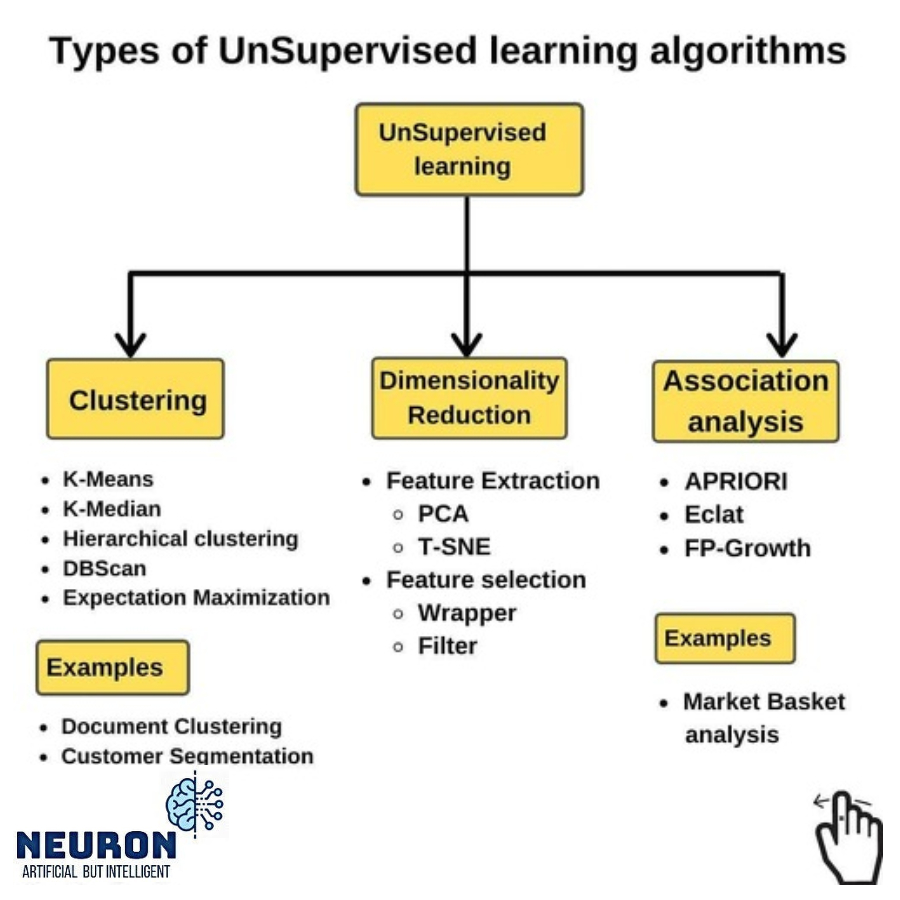 Types of UnSupervised learning algorithms
UnSupervised
learning
Clustering
K-Means
K-Median
Hierarchical clustering
DBScan
Expectation Maximization
Examples
Document Clustering
Customer Segmentation
Dimensionality
Reduction
Feature Extraction
PCA
T-SNE
Feature selection
Wrapper
Filter
Association
analysis
APRIORI
Eclat
FP-Growth
Examples
Market Basket
analysis
NEURON
ARTIFICIAL BUT INTELLIGENT